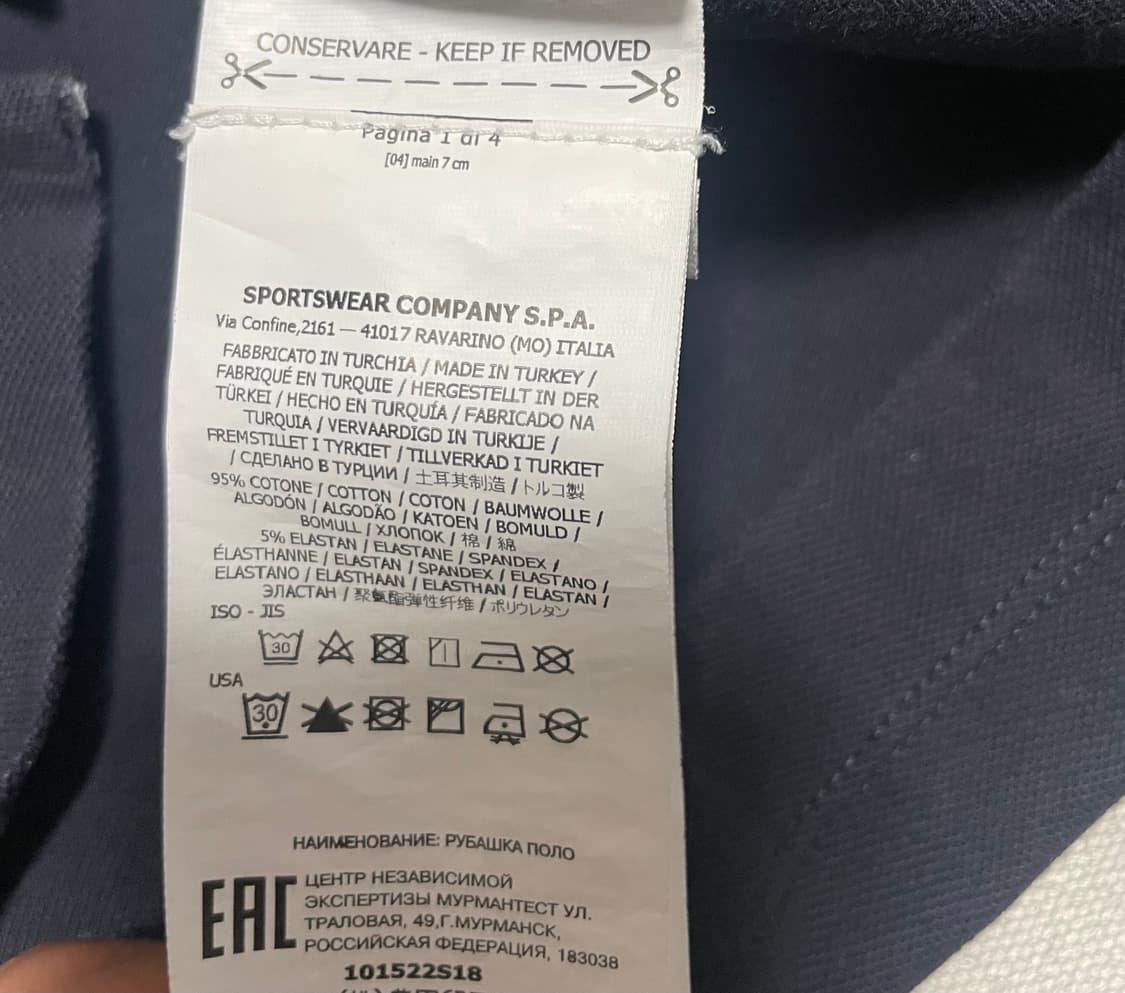 CONSERVARE - KEEP IF REMOVED
Pagina 1 di 4
[04] main 7 cm
SPORTSWEAR COMPANY S.P.A.
Via Confine,2161 — 41017 RAVARINO (MO) ITALIA
FABBRICATO IN TURCHIA / MADE IN TURKEY /
FABRIQUÉ EN TURQUIE / HERGESTELLT IN DER
TÜRKEI / HECHO EN TURQUÍA / FABRICADO NA
TURQUIA / VERVAARDIGD IN TURKIJE /
FREMSTILLET I TYRKIET / TILLVERKAD I TURKIET
/ СДЕЛАНО В ТУРЦИИ / 土耳其制造 / トルコ製
95% COTONE / COTTON / COTON / BAUMWOLLE /
ALGODÓN / ALGODÃO / KATOEN / BOMULD /
BOMULL / ХЛОПОК / 棉 / 綿
5% ELASTAN / ELASTANE / SPANDEX /
ÉLASTHANNE / ELASTAN / SPANDEX / ELASTANO /
ELASTANO / ELASTHAAN / ELASTHAN / ELASTAN /
ЭЛАСТАН / 聚氨酯弹性纤维 / ポリウレタン
ISO - JIS
30
USA
30
НАИМЕНОВАНИЕ: РУБАШКА ПОЛО
EAC
ЦЕНТР НЕЗАВИСИМОЙ
ЭКСПЕРТИЗЫ МУРМАНТЕСТ УЛ.
ТРАЛОВАЯ, 49,Г.МУРМАНСК,
РОССИЙСКАЯ ФЕДЕРАЦИЯ, 183038
101522S18